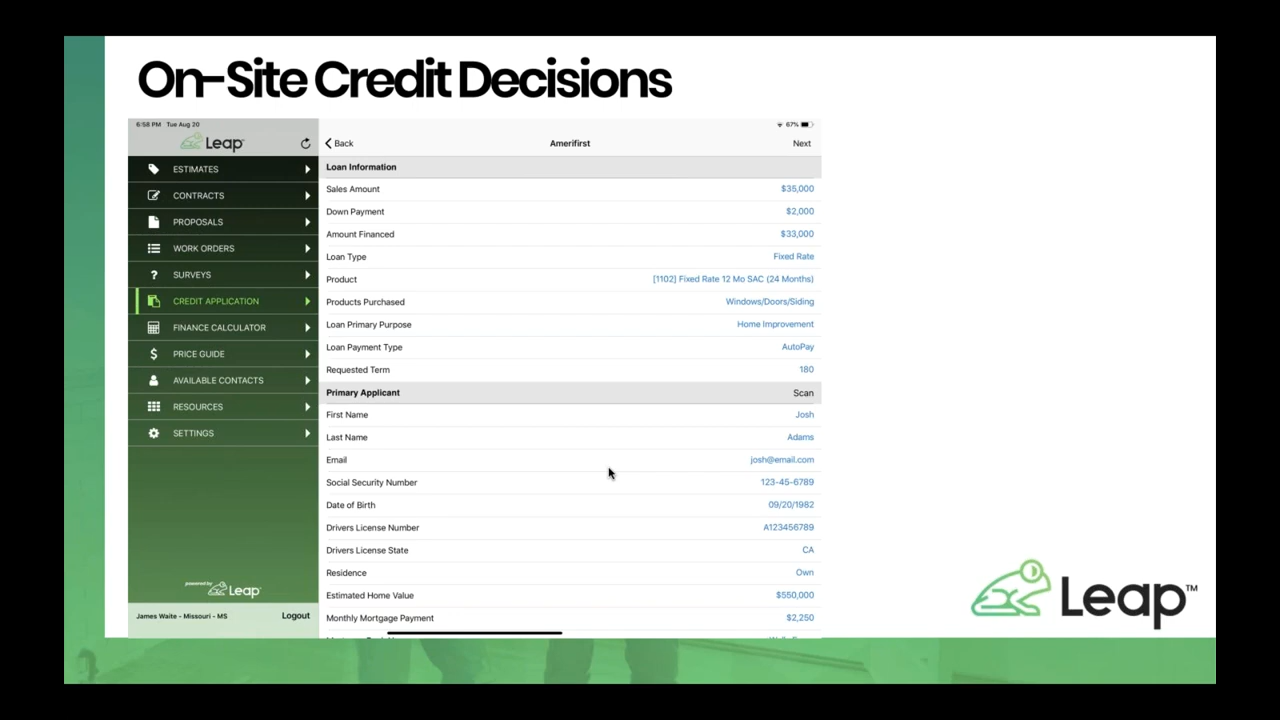 On-Site Credit Decisions
6:58 PM Tue Aug 20
67%
Leap™
ESTIMATES
CONTRACTS
PROPOSALS
WORK ORDERS
SURVEYS
CREDIT APPLICATION
FINANCE CALCULATOR
PRICE GUIDE
AVAILABLE CONTACTS
RESOURCES
SETTINGS
powered by Leap
James Waite - Missouri - MS Logout
Back Amerifirst Next
Loan Information
Sales Amount $35,000
Down Payment $2,000
Amount Financed $33,000
Loan Type Fixed Rate
Product [1102] Fixed Rate 12 Mo SAC (24 Months)
Products Purchased Windows/Doors/Siding
Loan Primary Purpose Home Improvement
Loan Payment Type AutoPay
Requested Term 180
Primary Applicant Scan
First Name Josh
Last Name Adams
Email josh@email.com
Social Security Number 123-45-6789
Date of Birth 09/20/1982
Drivers License Number A123456789
Drivers License State CA
Residence Own
Estimated Home Value $550,000
Monthly Mortgage Payment $2,250
Leap™